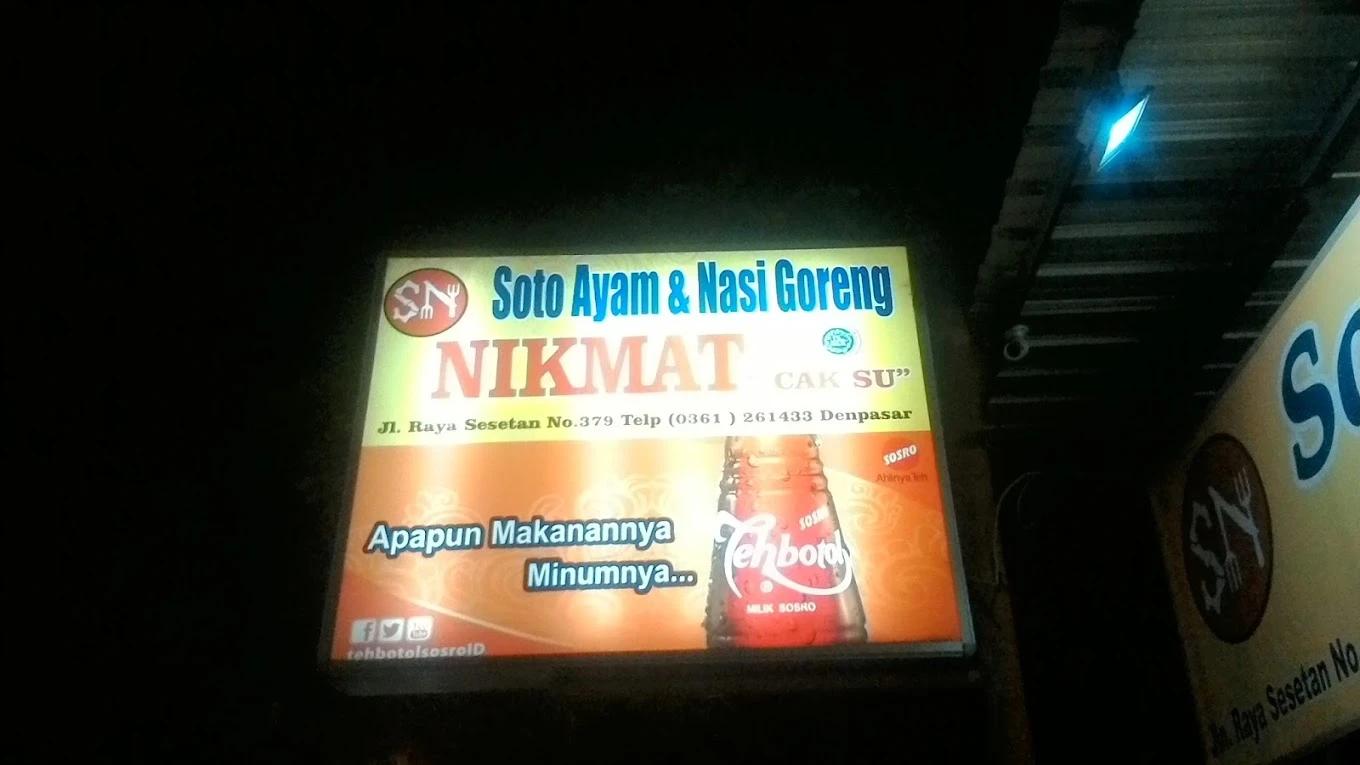 SN
Soto Ayam & Nasi Goreng
NIKMAT
CAK SU”
Jl. Raya Sesetan No.379 Telp (0361 ) 261433 Denpasar
SOSRO
Ahlinya Teh
Apapun Makanannya
Minumnya...
SOSRO
Tehbotol
MILIK SOSRO
tehbotolsosroID
SN
So
Jln. Raya Sesetan No